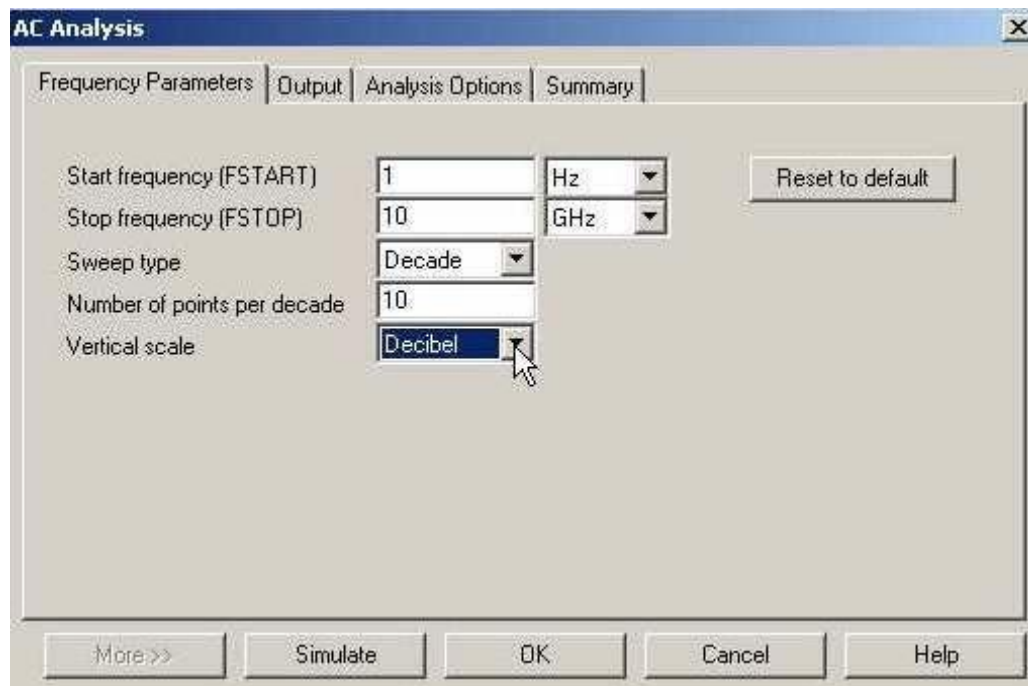 AC Analysis
Frequency Parameters Output Analysis Options Summary
Start frequency (FSTART) 1 Hz Reset to default
Stop frequency (FSTOP) 10 GHz
Sweep type Decade
Number of points per decade 10
Vertical scale Decibel
More >> Simulate OK Cancel Help